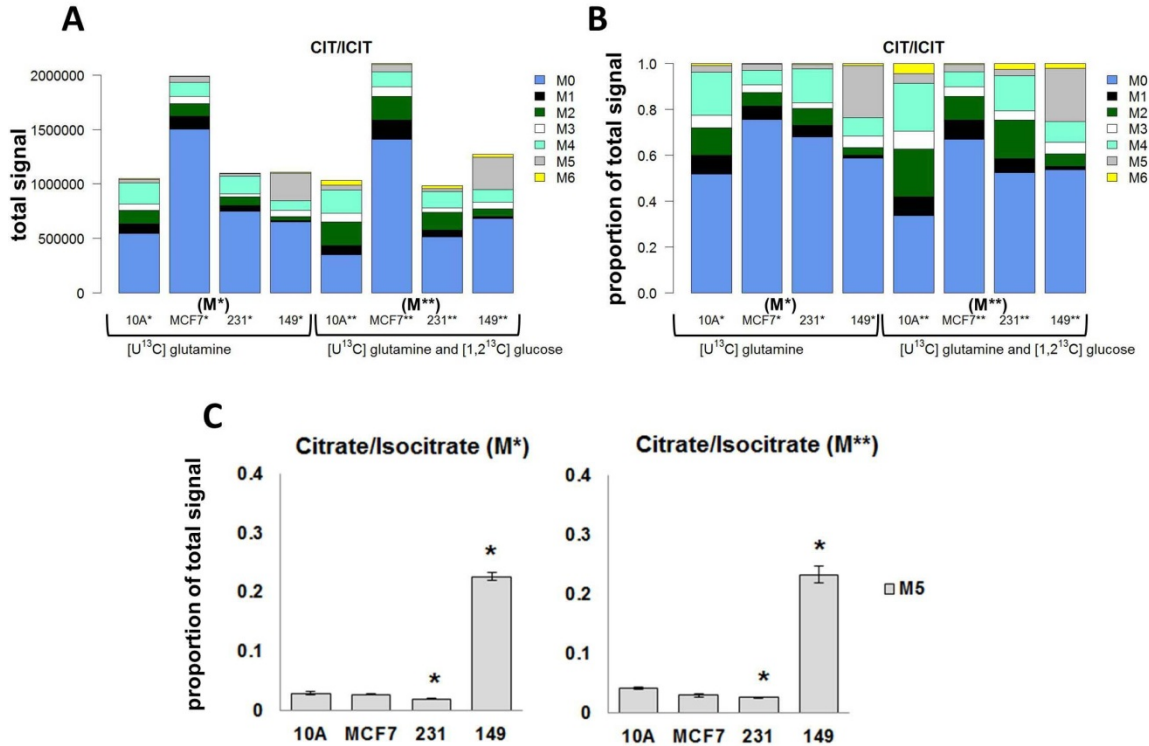 A
CIT/ICIT
total signal
2000000
1500000
1000000
500000
0
M0
M1
M2
M3
M4
M5
M6
(M*)
(M**)
10A* MCF7* 231* 149* 10A** MCF7** 231** 149**
[U¹³C] glutamine
[U¹³C] glutamine and [1,2¹³C] glucose
B
CIT/ICIT
proportion of total signal
1.0
0.8
0.6
0.4
0.2
0.0
M0
M1
M2
M3
M4
M5
M6
(M*)
(M**)
10A* MCF7* 231* 149* 10A** MCF7** 231** 149**
[U¹³C] glutamine
[U¹³C] glutamine and [1,2¹³C] glucose
C
Citrate/Isocitrate (M*)
proportion of total signal
0.4
0.3
0.2
0.1
0
*
*
10A MCF7 231 149
Citrate/Isocitrate (M**)
0.4
0.3
0.2
0.1
0
*
*
10A MCF7 231 149
M5